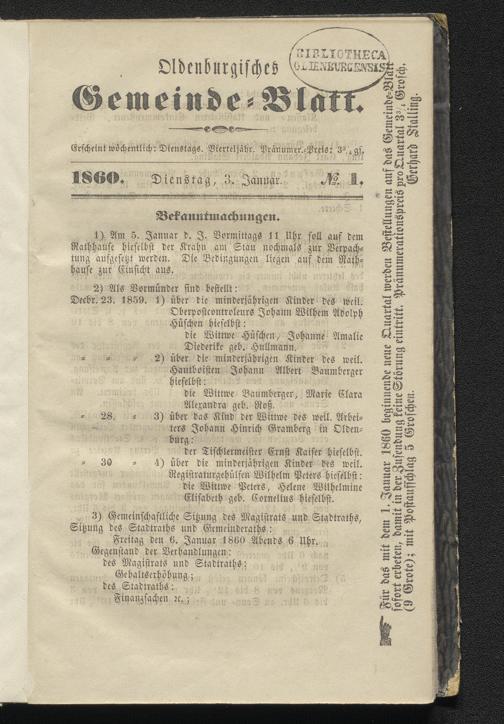 BIBLIOTHECA
OLDENBURGENSIS
Oldenburgisches
Gemeinde-Blatt.
Erscheint wöchentlich: Dienstags. Vierteljähr. Pränumer.-Preis: 3¾ gſ.
1860. Dienstag, 3. Januar. № 1.
Bekanntmachungen.
1) Am 5. Januar d. J. Vormittags 11 Uhr soll auf dem
Rathhause hieselbst der Krahn am Stau nochmals zur Verpach-
tung aufgesetzt werden. Die Bedingungen liegen auf dem Rath-
hause zur Einsicht aus.
2) Als Vormünder sind bestellt:
Decbr. 23. 1859. 1) über die minderjährigen Kinder des weil.
Obervostcontroleurs Johann Wilhem Adolph
Hüschen hieselbst:
die Wittwe Hüschen, Johanne Amalie
Diederike geb. Hullmann.
" " " 2) über die minderjährigen Kinder des weil.
Hautboisten Johann Albert Baumberger
hieselbst:
die Wittwe Baumberger, Marie Clara
Alexandra geb. Roß.
" 28. " 3) über das Kind der Wittwe des weil. Arbei-
ters Johann Hinrich Gramberg in Olden-
burg:
der Tischlermeister Ernst Kaiser hieselbst.
" 30 " 4) über die minderjährigen Kinder des weil.
Registraturgehülfen Wilhelm Peters hieselbst:
die Wittwe Peters, Helene Wilhelmine
Elisabeth geb. Cornelius hieselbst.
3) Gemeinschaftliche Sitzung des Magistrats und Stadtraths,
Sitzung des Stadtraths und Gemeinderaths:
Freitag den 6. Januar 1860 Abends 6 Uhr.
Gegenstand der Verhandlungen:
des Magistrats und Stadtraths:
Gehaltserhöhung;
des Stadtraths:
Finanzsachen ꝛc.;
Für das mit dem 1. Januar 1860 beginnende neue Quartal werden Bestellungen auf das Gemeinde-Blatt
sofort erbeten, damit in der Zusendung keine Störung eintritt. Pränumerationspreis pro Quartal 3¾ Grosch.
(9 Grote); mit Postaufschlag 5 Groschen. Gerhard Stalling.